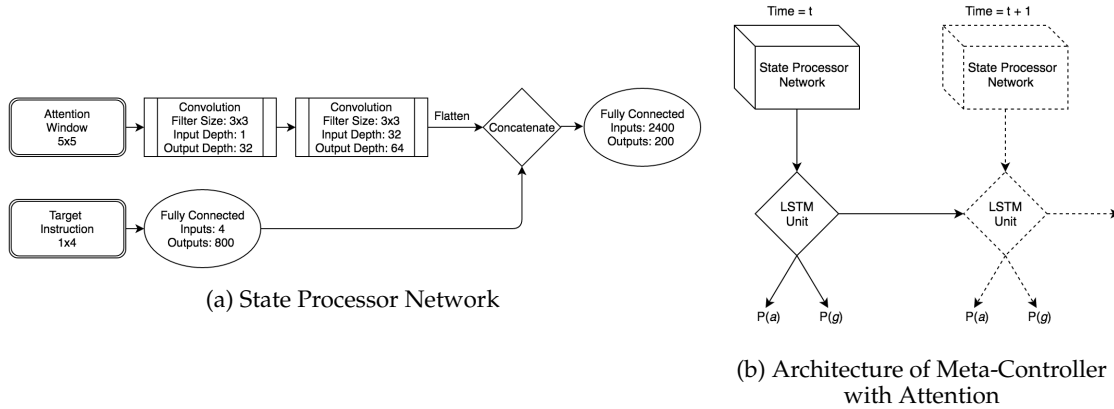 Attention
Window
5x5
Convolution
Filter Size: 3x3
Input Depth: 1
Output Depth: 32
Convolution
Filter Size: 3x3
Input Depth: 32
Output Depth: 64
Flatten
Concatenate
Fully Connected
Inputs: 2400
Outputs: 200
Target
Instruction
1x4
Fully Connected
Inputs: 4
Outputs: 800
(a) State Processor Network
Time = t
State Processor
Network
LSTM
Unit
P(a)
P(g)
Time = t + 1
State Processor
Network
LSTM
Unit
P(a)
P(g)
(b) Architecture of Meta-Controller
with Attention